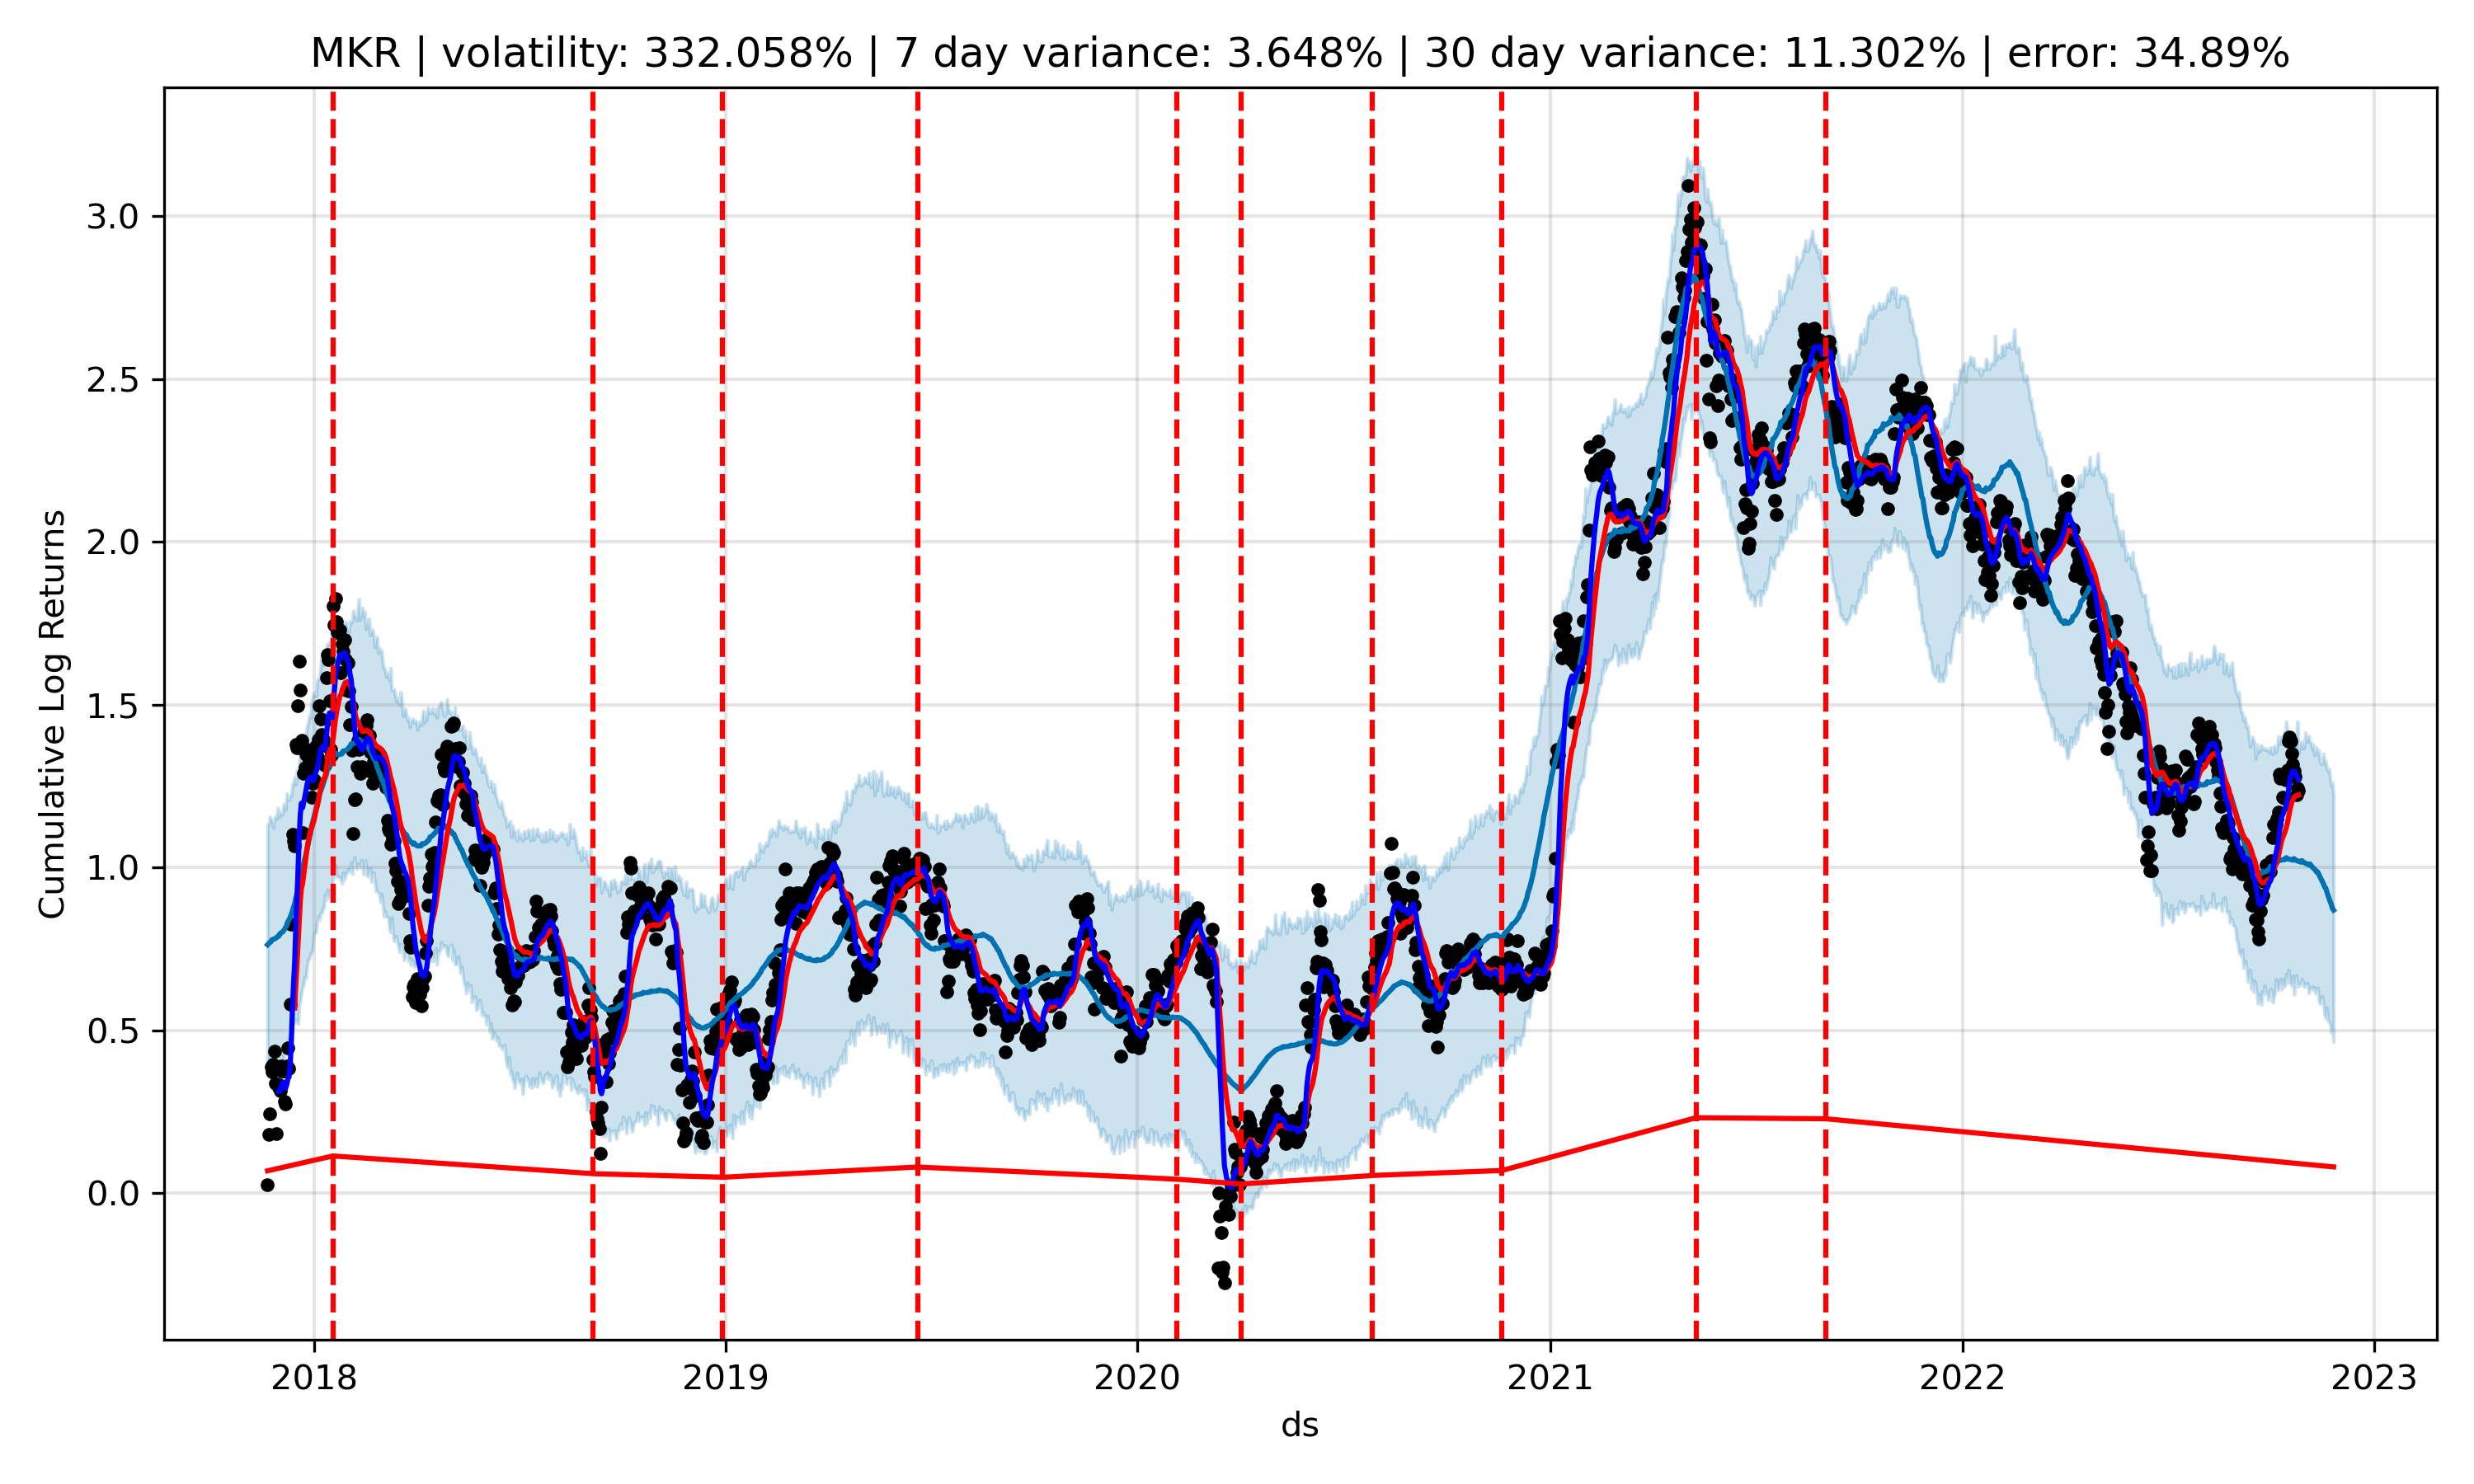 MKR | volatility: 332.058% | 7 day variance: 3.648% | 30 day variance: 11.302% | error: 34.89%
Cumulative Log Returns
3.0
2.5
2.0
1.5
1.0
0.5
0.0
2018 2019 2020 2021 2022 2023
ds